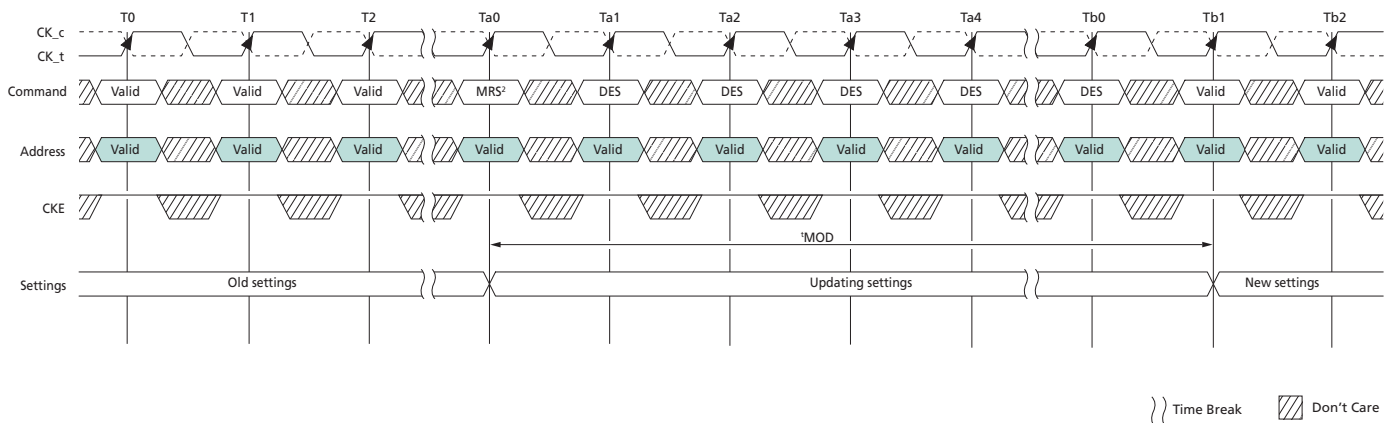 T0 T1 T2 Ta0 Ta1 Ta2 Ta3 Ta4 Tb0 Tb1 Tb2
CK_c
CK_t
Command Valid Valid Valid MRS² DES DES DES DES DES Valid Valid
Address Valid Valid Valid Valid Valid Valid Valid Valid Valid Valid Valid
CKE
ᵗMOD
Settings Old settings Updating settings New settings
Time Break Don't Care